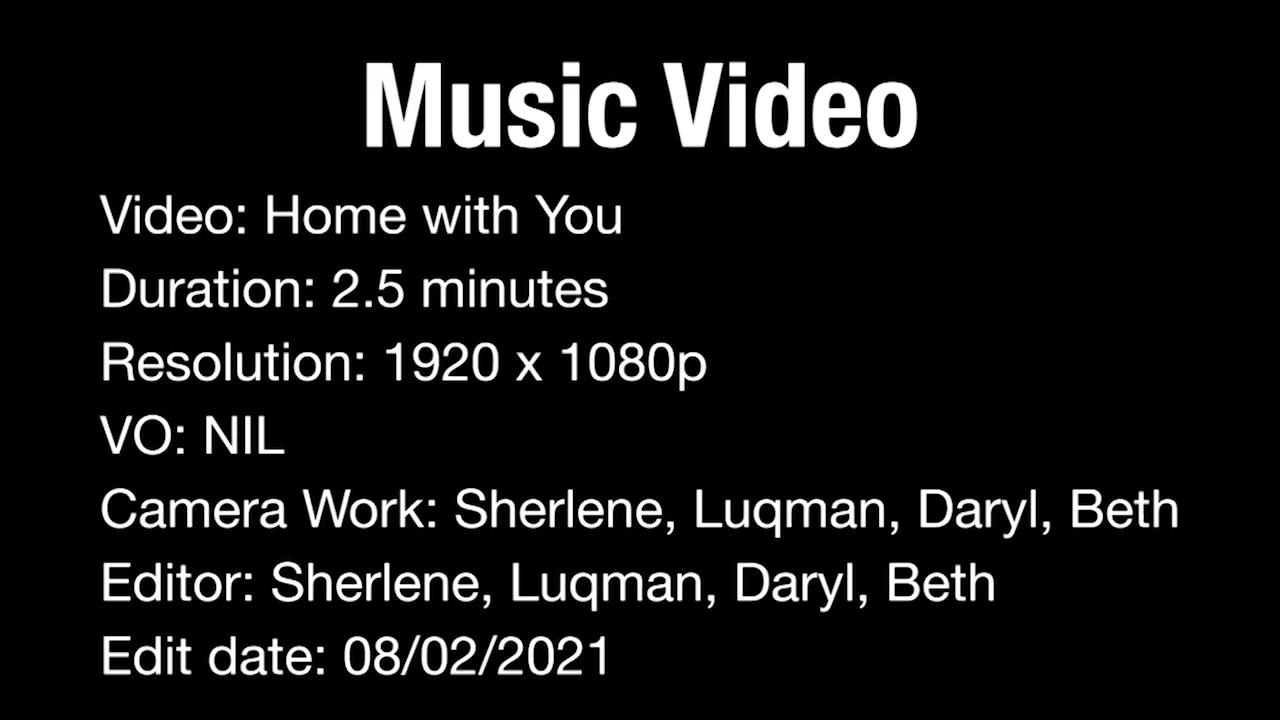 Music Video
Video: Home with You
Duration: 2.5 minutes
Resolution: 1920 x 1080p
VO: NIL
Camera Work: Sherlene, Luqman, Daryl, Beth
Editor: Sherlene, Luqman, Daryl, Beth
Edit date: 08/02/2021